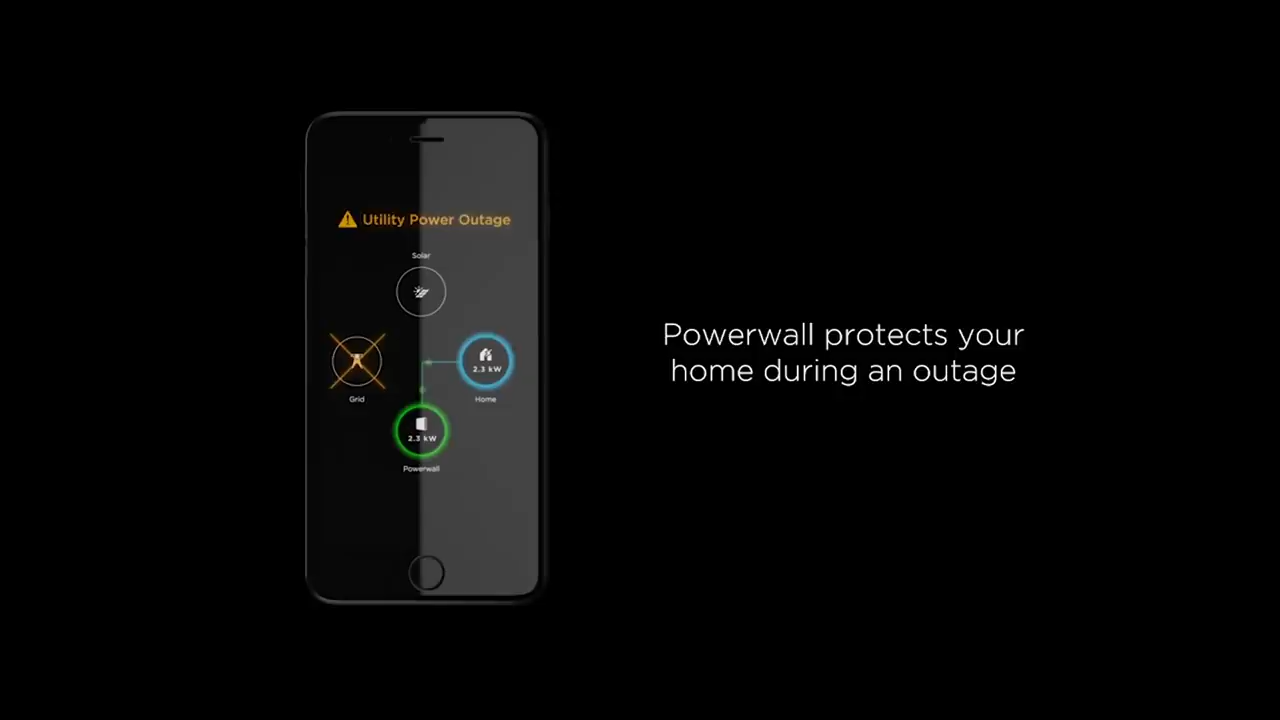 Utility Power Outage
Solar
2.3 kW
Grid
Home
2.3 kW
Powerwall
Powerwall protects your
home during an outage